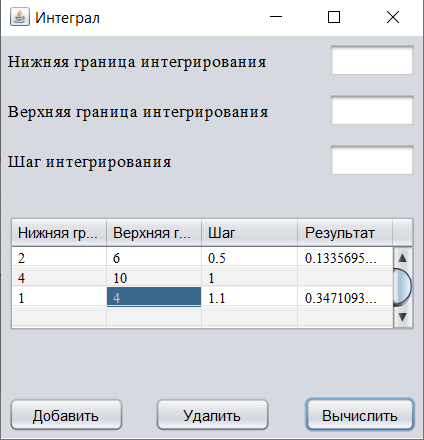 Интеграл
Нижняя граница интегрирования
Верхняя граница интегрирования
Шаг интегрирования
Нижняя гр... Верхняя г... Шаг Результат
2 6 0.5 0.1335695...
4 10 1
1 4 1.1 0.3471093...
Добавить Удалить Вычислить